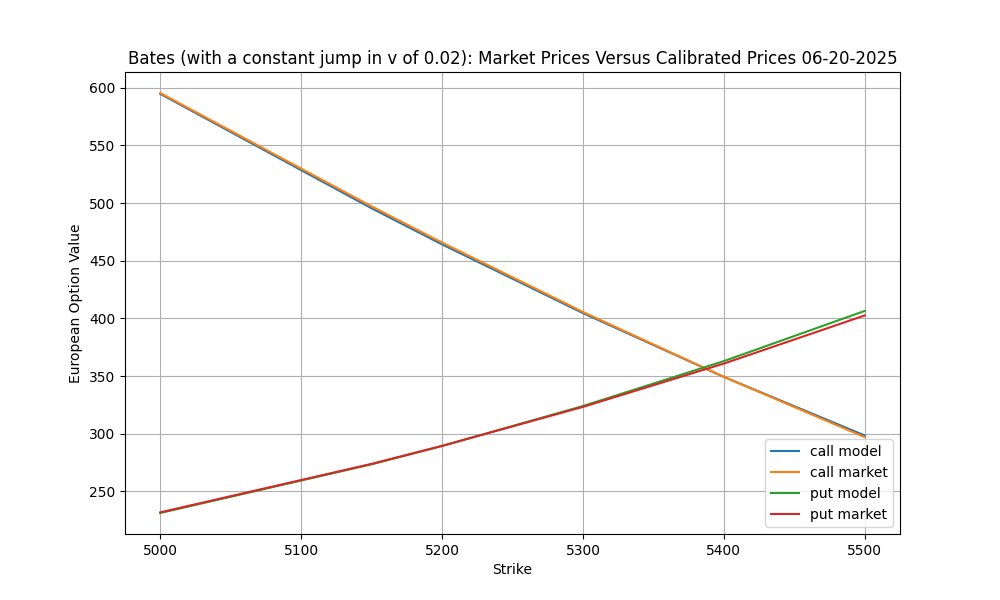 Bates (with a constant jump in v of 0.02): Market Prices Versus Calibrated Prices 06-20-2025
European Option Value
600
550
500
450
400
350
300
250
5000 5100 5200 5300 5400 5500
Strike
call model
call market
put model
put market